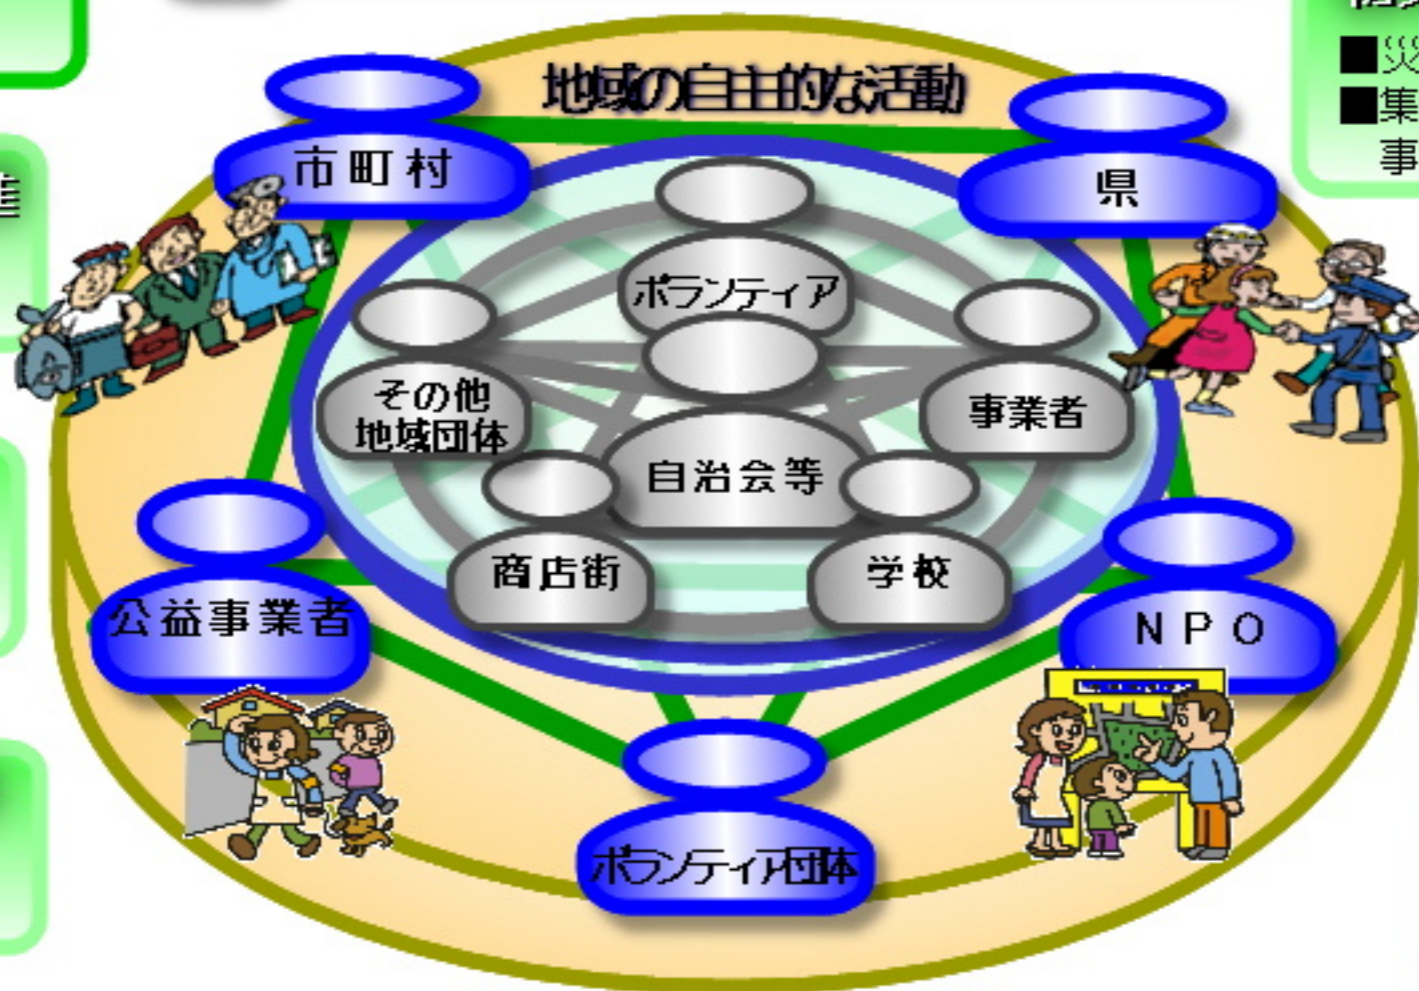 地域の自主的な活動
市町村
県
ボランティア
その他
地域団体
事業者
自治会等
商店街
学校
公益事業者
NPO
ボランティア団体
■災
■集
事